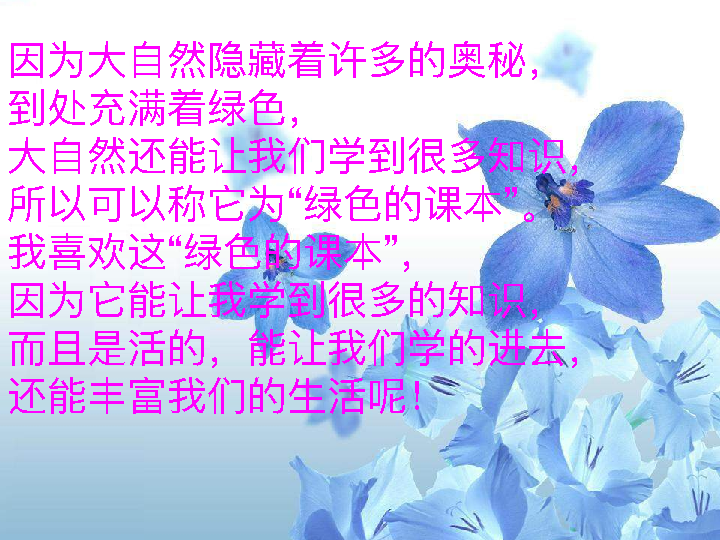 因为大自然隐藏着许多的奥秘，
到处充满着绿色，
大自然还能让我们学到很多知识，
所以可以称它为“绿色的课本”。
我喜欢这“绿色的课本”，
因为它能让我学到很多的知识，
而且是活的，能让我们学的进去，
还能丰富我们的生活呢！